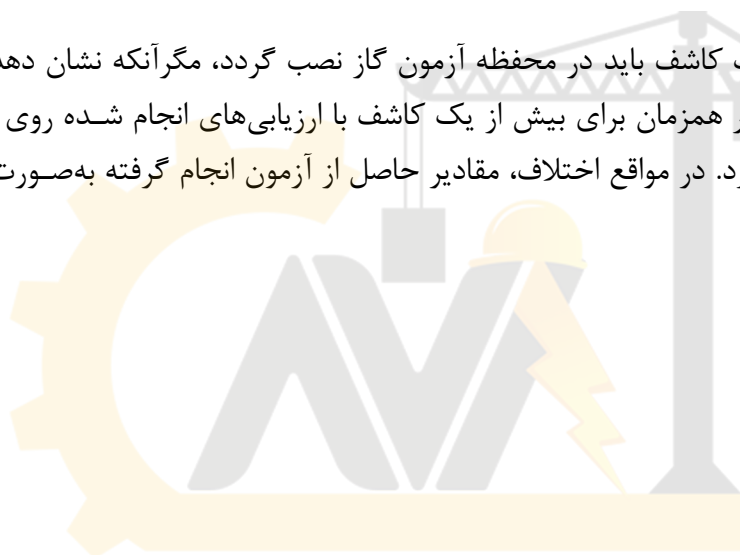 کاشف باید در محفظه آزمون گاز نصب گردد، مگرآنکه نشان دهد
همزمان برای بیش از یک کاشف با ارزیابی‌های انجام شده روی
در مواقع اختلاف، مقادیر حاصل از آزمون انجام گرفته به‌صورت